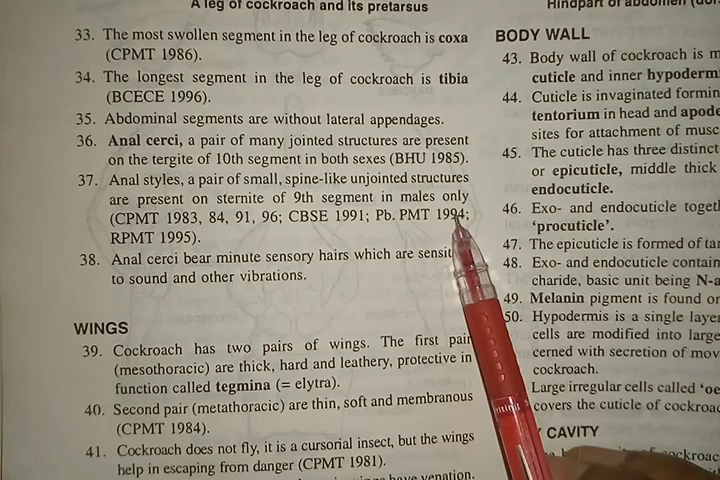 A leg of cockroach and its pretarsus
33. The most swollen segment in the leg of cockroach is coxa
(CPMT 1986).
34. The longest segment in the leg of cockroach is tibia
(BCECE 1996).
35. Abdominal segments are without lateral appendages.
36. Anal cerci, a pair of many jointed structures are present
on the tergite of 10th segment in both sexes (BHU 1985).
37. Anal styles, a pair of small, spine-like unjointed structures
are present on sternite of 9th segment in males only
(CPMT 1983, 84, 91, 96; CBSE 1991; Pb. PMT 1994;
RPMT 1995).
38. Anal cerci bear minute sensory hairs which are
to sound and other vibrations.
WINGS
39. Cockroach has two pairs of wings. The first pair
(mesothoracic) are thick, hard and leathery, protective in
function called tegmina (= elytra).
40. Second pair (metathoracic) are thin, soft and membranous
(CPMT 1984).
41. Cockroach does not fly, it is a cursorial insect, but the wings
help in escaping from danger (CPMT 1981).
have venation.
Hindpart of abdomen
BODY WALL
43. Body wall of cockroach is
cuticle and inner
44. Cuticle is invaginated
tentorium in head and
sites for attachment of
45. The cuticle has three distinct
or epicuticle, middle thick
endocuticle.
46. Exo- and endocuticle
'procuticle'.
47. The epicuticle is formed of
48. Exo- and endocuticle
charide, basic unit being
49. Melanin pigment is found
50. Hypodermis is a single
cells are modified into large
cerned with secretion of
cockroach.
Large irregular cells called
covers the cuticle of
CAVITY